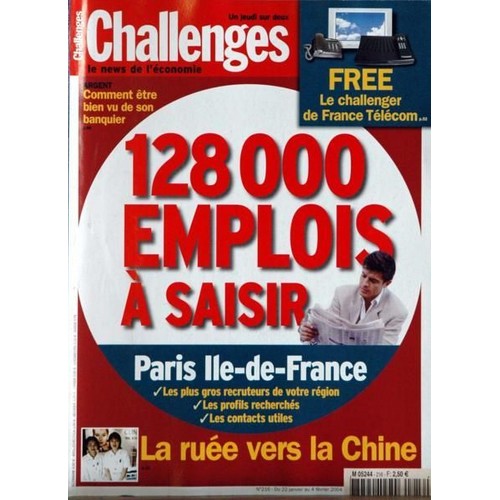 Un jeudi sur deux
Challenges
Challenges
le news de l'économie
ARGENT
Comment être
bien vu de son
banquier
FREE
Le challenger
de France Télécom
128 000
EMPLOIS
À SAISIR
Paris Ile-de-France
✓Les plus gros recruteurs de votre région
✓Les profils recherchés
✓Les contacts utiles
La ruée vers la Chine
N°216 - Du 22 janvier au 4 février 2004
M 05244 - 216 - F: 2,50 €